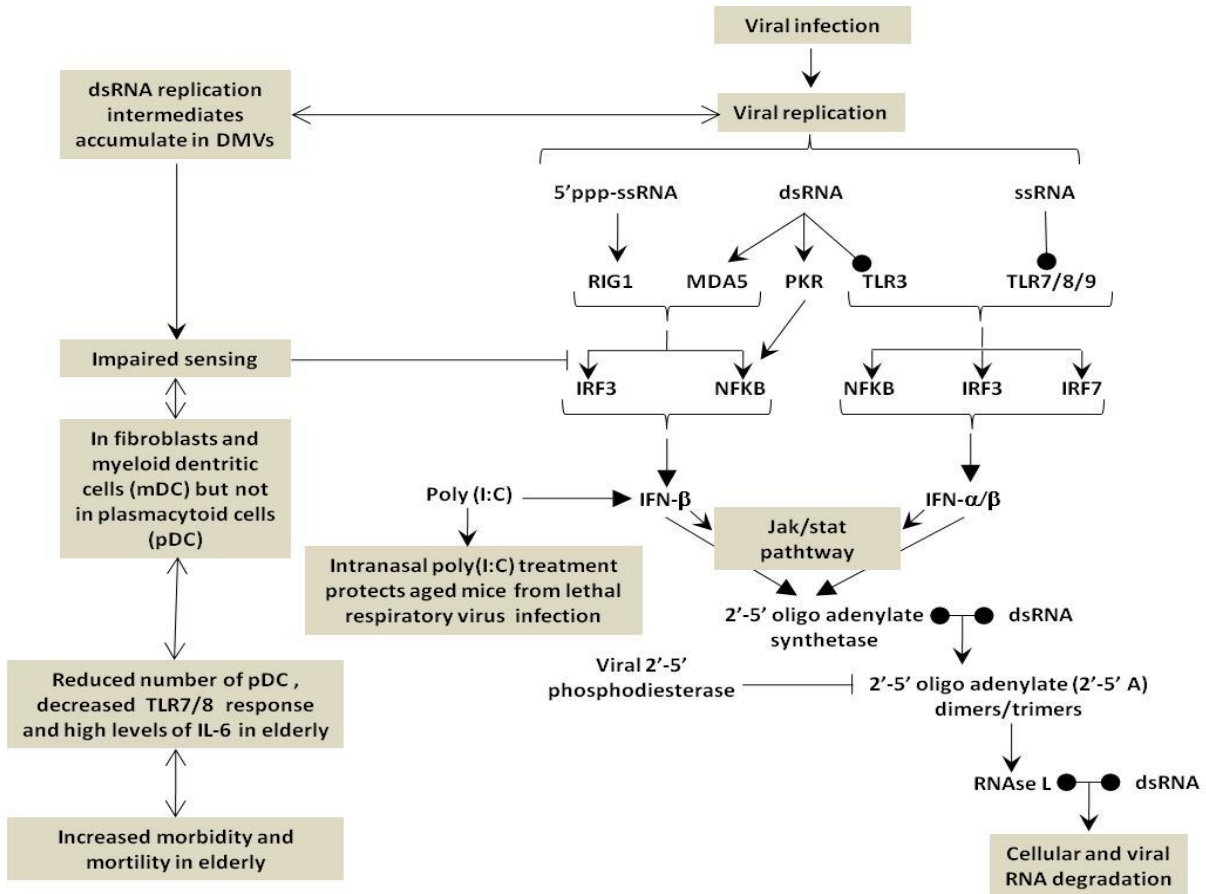 Viral infection
dsRNA replication
intermediates
accumulate in DMVs
Viral replication
5'ppp-ssRNA
dsRNA
ssRNA
RIG1
MDA5
PKR
TLR3
TLR7/8/9
Impaired sensing
IRF3
NFKB
NFKB
IRF3
IRF7
In fibroblasts and
myeloid dentritic
cells (mDC) but not
in plasmacytoid cells
(pDC)
Poly (I:C)
IFN-β
IFN-α/β
Jak/stat
pathtway
Intranasal poly(I:C) treatment
protects aged mice from lethal
respiratory virus infection
2'-5' oligo adenylate
synthetase
dsRNA
Viral 2'-5'
phosphodiesterase
2'-5' oligo adenylate (2'-5' A)
dimers/trimers
Reduced number of pDC ,
decreased TLR7/8 response
and high levels of IL-6 in elderly
RNAse L
dsRNA
Increased morbidity and
mortility in elderly
Cellular and viral
RNA degradation